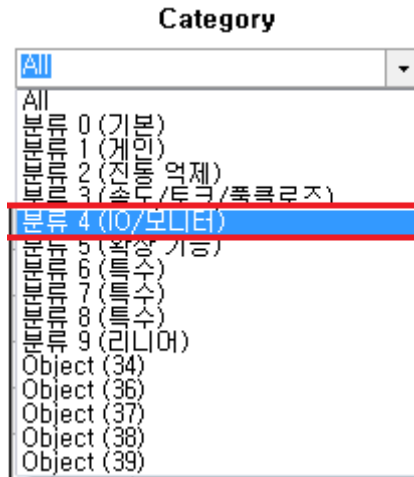 Category
All
All
분류 0 (기본)
분류 1 (게인)
분류 2 (진동 억제)
분류 3 (속도/토크/풀클로즈)
분류 4 (IO/모니터)
분류 5 (확장 기능)
분류 6 (특수)
분류 7 (특수)
분류 8 (특수)
분류 9 (리니어)
Object (34)
Object (36)
Object (37)
Object (38)
Object (39)